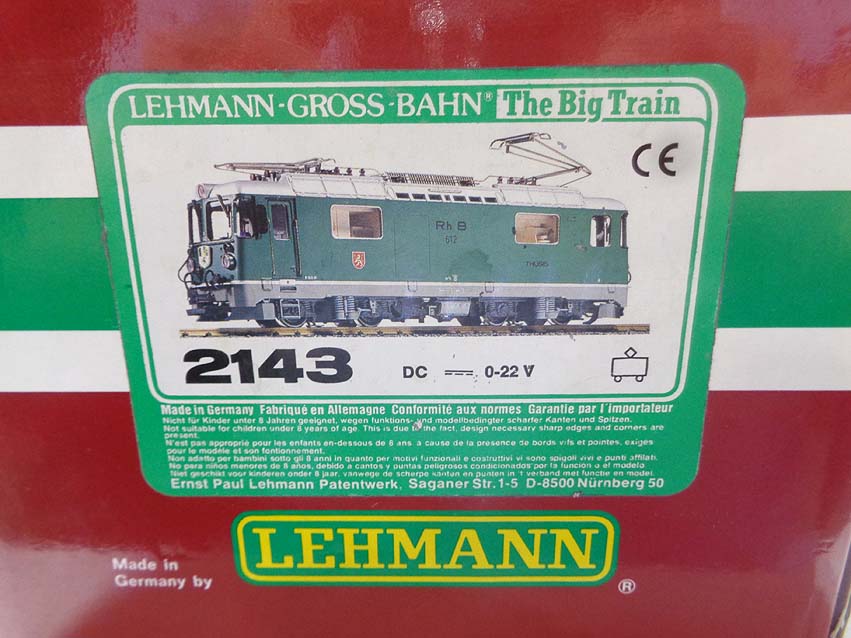 LEHMANN-GROSS-BAHN® The Big Train
CE
Rh B
612
THUSIS
2143 DC 0-22 V
Made in Germany Fabriqué en Allemagne Conformité aux normes Garantie par l'importateur
Nicht für Kinder unter 8 Jahren geeignet, wegen funktions- und modelbedingter scharfer Kanten und Spitzen.
Not suitable for children under 8 years of age. This is due to the fact, design necessary sharp edges and corners are
present.
N'est pas approprié pour les enfants en-dessous de 8 ans à cause de la présence de bords vifs et pointes, exigés
pour le modèle et son fontionnement.
Non adatto per bambini sotto gli 8 anni in quanto per motivi funzionali e costruttivi vi sono spigoli vivi e punti affilati.
No para niños menores de 8 años, debido a cantos y puntas peligrosos condicionados por la función o el modelo
Niet geschikt voor kinderen onder 8 jaar, vanwege de scherpe kanten en punten in 't verband met functie en model.
Ernst Paul Lehmann Patentwerk, Saganer Str. 1-5 D-8500 Nürnberg 50
LEHMANN
®
Made in
Germany by